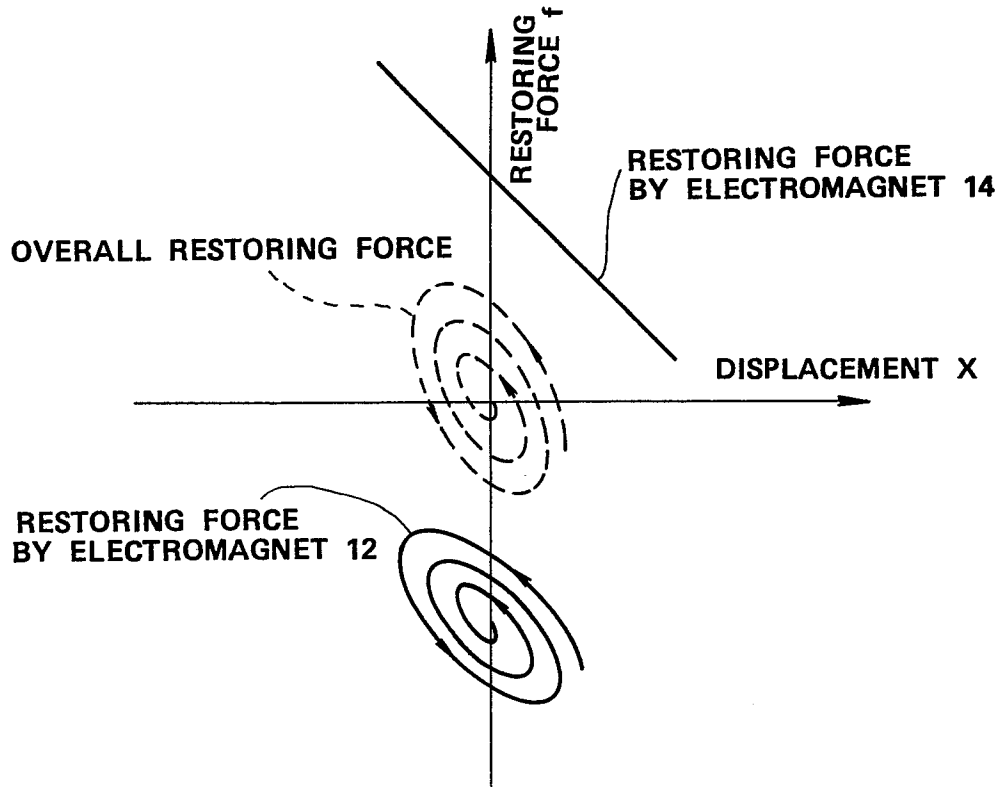 RESTORING
FORCE f
RESTORING FORCE
BY ELECTROMAGNET 14
OVERALL RESTORING FORCE
DISPLACEMENT X
RESTORING FORCE
BY ELECTROMAGNET 12